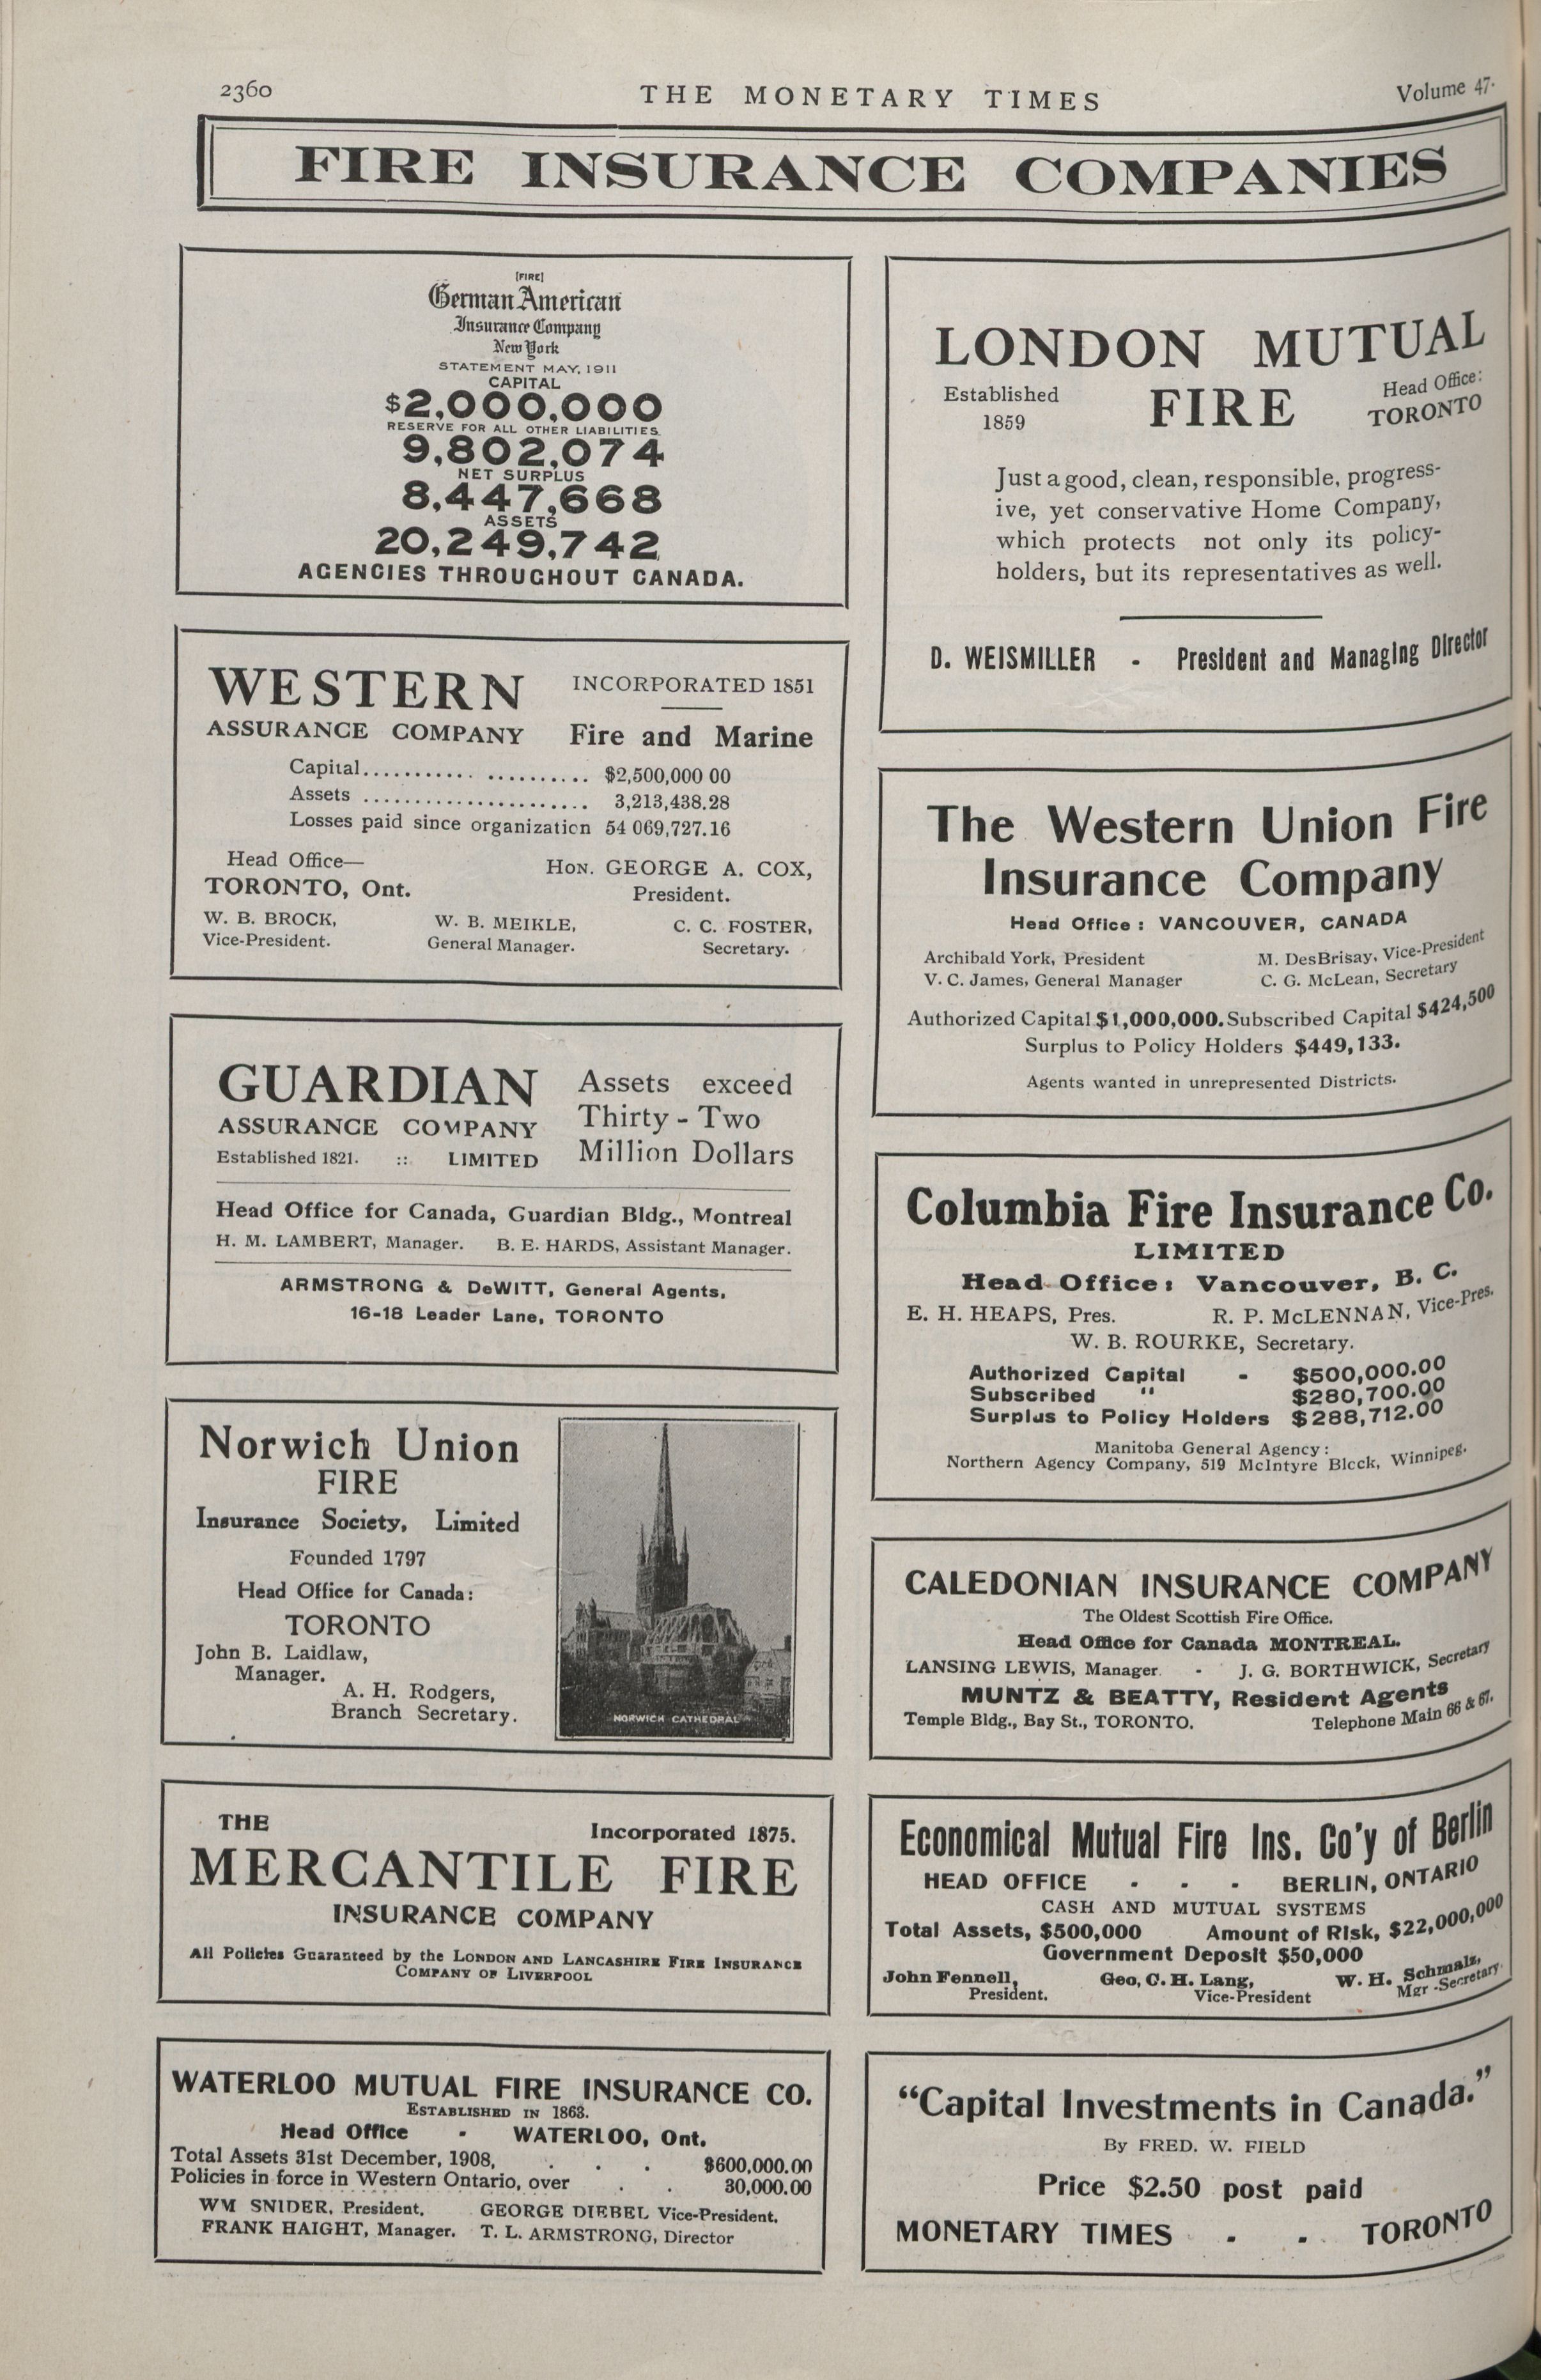 2360
THE MONETARY TIMES
Volume 47.
FIRE INSURANCE COMPANIES
[FIRE]
German American
Insurance Company
New York
STATEMENT MAY, 1911
CAPITAL
$2,000,000
RESERVE FOR ALL OTHER LIABILITIES
9,802,074
NET SURPLUS
8,447,668
ASSETS
20,249,742
AGENCIES THROUGHOUT CANADA.
WESTERN INCORPORATED 1851
ASSURANCE COMPANY Fire and Marine
Capital........... .......... $2,500,000 00
Assets ...................... 3,213,438.28
Losses paid since organization 54 069,727.16
Head Office— HON. GEORGE A. COX,
TORONTO, Ont. President.
W. B. BROCK, W. B. MEIKLE, C. C. FOSTER,
Vice-President. General Manager. Secretary.
GUARDIAN Assets exceed
ASSURANCE COMPANY Thirty - Two
Established 1821. :: LIMITED Million Dollars
Head Office for Canada, Guardian Bldg., Montreal
H. M. LAMBERT, Manager. B. E. HARDS, Assistant Manager.
ARMSTRONG & DeWITT, General Agents,
16-18 Leader Lane, TORONTO
Norwich Union
FIRE
Insurance Society, Limited
Founded 1797
Head Office for Canada:
TORONTO
John B. Laidlaw,
Manager.
A. H. Rodgers,
Branch Secretary.
NORWICH CATHEDRAL
THE Incorporated 1875.
MERCANTILE FIRE
INSURANCE COMPANY
All Policies Guaranteed by the LONDON AND LANCASHIRE FIRE INSURANCE
COMPANY OF LIVERPOOL
WATERLOO MUTUAL FIRE INSURANCE CO.
ESTABLISHED IN 1863.
Head Office - WATERLOO, Ont.
Total Assets 31st December, 1908, . . . $600,000.00
Policies in force in Western Ontario, over . . 30,000.00
WM SNIDER, President. GEORGE DIEBEL Vice-President.
FRANK HAIGHT, Manager. T. L. ARMSTRONG, Director
LONDON MUTUAL
Established FIRE Head Office:
1859 TORONTO
Just a good, clean, responsible, progress-
ive, yet conservative Home Company,
which protects not only its policy-
holders, but its representatives as well.
D. WEISMILLER - President and Managing Director
The Western Union Fire
Insurance Company
Head Office : VANCOUVER, CANADA
Archibald York, President M. DesBrisay, Vice-President
V. C. James, General Manager C. G. McLean, Secretary
Authorized Capital $1,000,000. Subscribed Capital $424,500
Surplus to Policy Holders $449,133.
Agents wanted in unrepresented Districts.
Columbia Fire Insurance Co.
LIMITED
Head Office: Vancouver, B. C.
E. H. HEAPS, Pres. R. P. McLENNAN, Vice-Pres.
W. B. ROURKE, Secretary.
Authorized Capital - $500,000.00
Subscribed " $280,700.00
Surplus to Policy Holders $288,712.00
Manitoba General Agency:
Northern Agency Company, 519 McIntyre Block, Winnipeg.
CALEDONIAN INSURANCE COMPANY
The Oldest Scottish Fire Office.
Head Office for Canada MONTREAL.
LANSING LEWIS, Manager. - J. G. BORTHWICK, Secretary
MUNTZ & BEATTY, Resident Agents
Temple Bldg., Bay St., TORONTO. Telephone Main 66 & 67.
Economical Mutual Fire Ins. Co'y of Berlin
HEAD OFFICE - - - BERLIN, ONTARIO
CASH AND MUTUAL SYSTEMS
Total Assets, $500,000 Amount of Risk, $22,000,000
Government Deposit $50,000
John Fennell, Geo, C. H. Lang, W. H. Schmalz,
President. Vice-President Mgr -Secretary.
"Capital Investments in Canada."
By FRED. W. FIELD
Price $2.50 post paid
MONETARY TIMES - - TORONTO